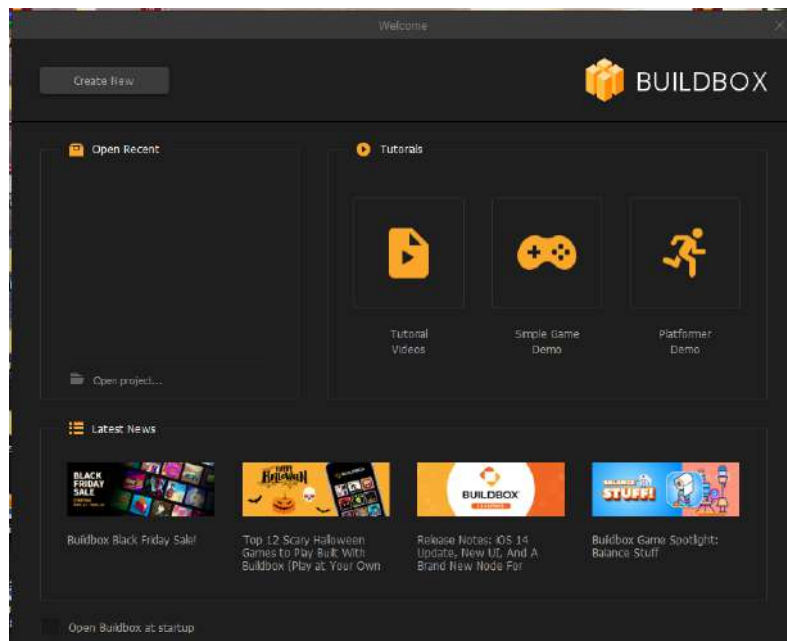 Welcome
Create New
BUILDBOX
Open Recent
Tutorals
Tutorial
Videos
Simple Game
Demo
Platformer
Demo
Open project...
Latest News
BLACK
FRIDAY
SALE
HAPPY
HALLOWEEN
BUILDBOX
BALANCE
STUFF!
Buildbox Black Friday Sale!
Top 12 Scary Halloween
Games to Play Built With
Buildbox (Play at Your Own
Release Notes: iOS 14
Update, New UI, And A
Brand New Node For
Buildbox Game Spotlight:
Balance Stuff
Open Buildbox at startup